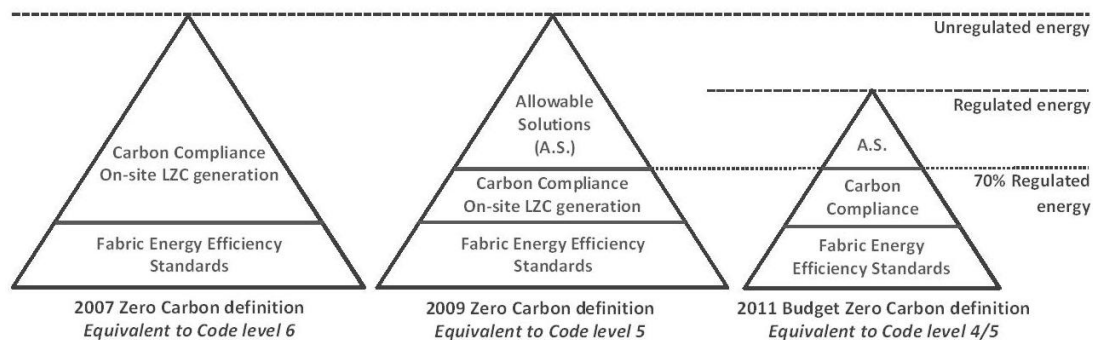 Unregulated energy
Regulated energy
70% Regulated
energy
Carbon Compliance
On-site LZC generation
Fabric Energy Efficiency
Standards
2007 Zero Carbon definition
Equivalent to Code level 6
Allowable
Solutions
(A.S.)
Carbon Compliance
On-site LZC generation
Fabric Energy Efficiency
Standards
2009 Zero Carbon definition
Equivalent to Code level 5
A.S.
Carbon
Compliance
Fabric Energy
Efficiency Standards
2011 Budget Zero Carbon definition
Equivalent to Code level 4/5